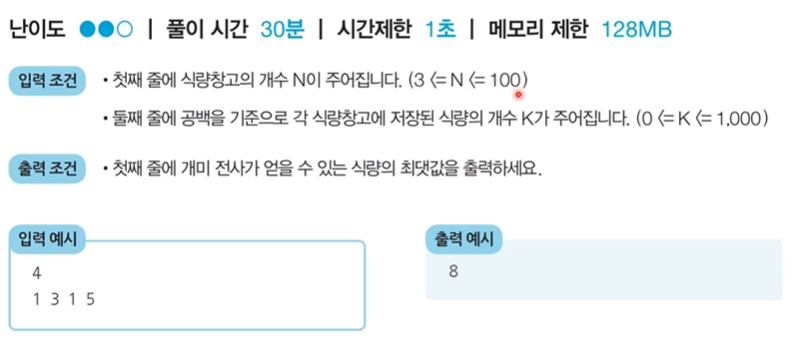 난이도 ●●○ | 풀이 시간 30분 | 시간제한 1초 | 메모리 제한 128MB
입력 조건 • 첫째 줄에 식량창고의 개수 N이 주어집니다. (3 <= N <= 100)
• 둘째 줄에 공백을 기준으로 각 식량창고에 저장된 식량의 개수 K가 주어집니다. (0 <= K <= 1,000)
출력 조건 • 첫째 줄에 개미 전사가 얻을 수 있는 식량의 최댓값을 출력하세요.
입력 예시
4
1 3 1 5
출력 예시
8